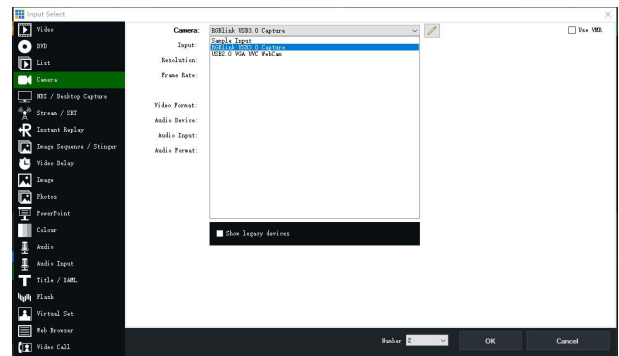 Input Select
Video
DVD
List
Camera
NDI / Desktop Capture
Stream / SRT
Instant Replay
Image Sequence / Stinger
Video Delay
Image
Photos
PowerPoint
Colour
Audio
Audio Input
Title / XAML
Flash
Virtual Set
Web Browser
Video Call
Camera: RGBlink USB3.0 Capture
Use VMR
Input:
Resolution:
Frame Rate:
Video Format:
Audio Device:
Audio Input:
Audio Format:
Sample Input
RGBlink USB3.0 Capture
USB2.0 VGA UVC WebCam
Show legacy devices
Number 2
OK
Cancel